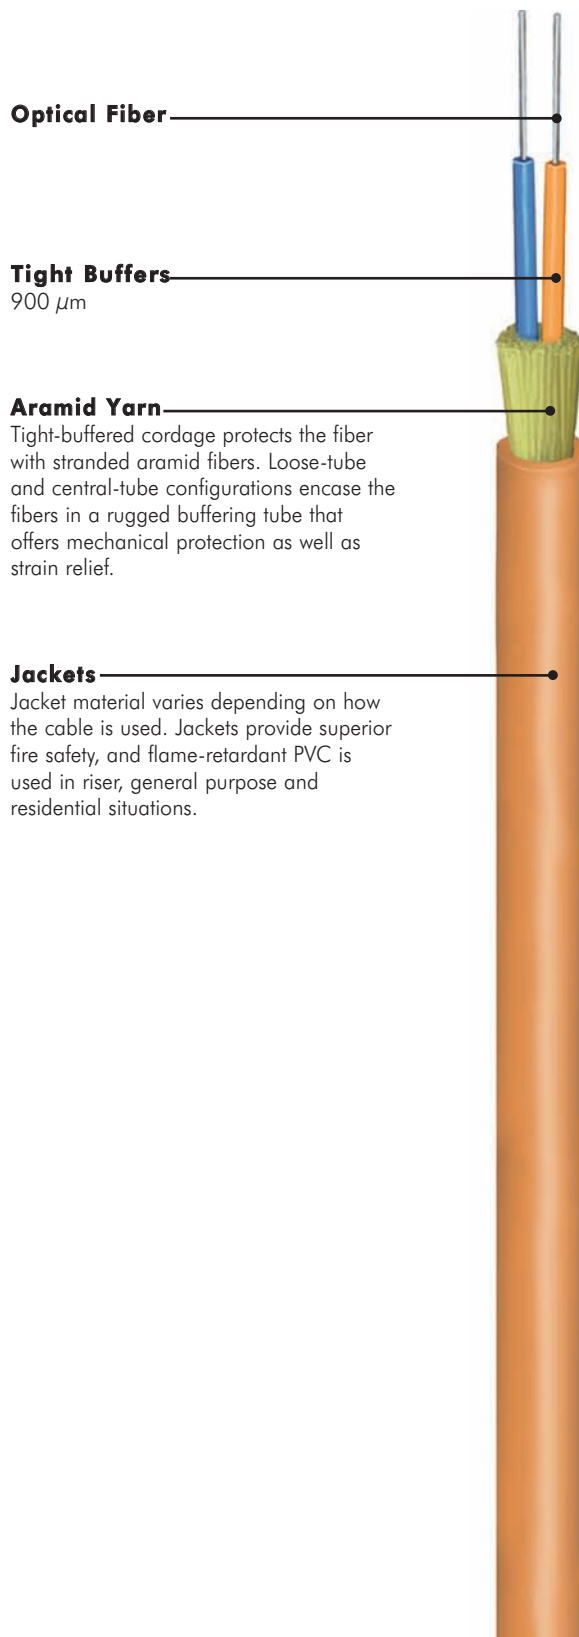 Optical Fiber
Tight Buffers
900 μm
Aramid Yarn
Tight-buffered cordage protects the fiber
with stranded aramid fibers. Loose-tube
and central-tube configurations encase the
fibers in a rugged buffering tube that
offers mechanical protection as well as
strain relief.
Jackets
Jacket material varies depending on how
the cable is used. Jackets provide superior
fire safety, and flame-retardant PVC is
used in riser, general purpose and
residential situations.